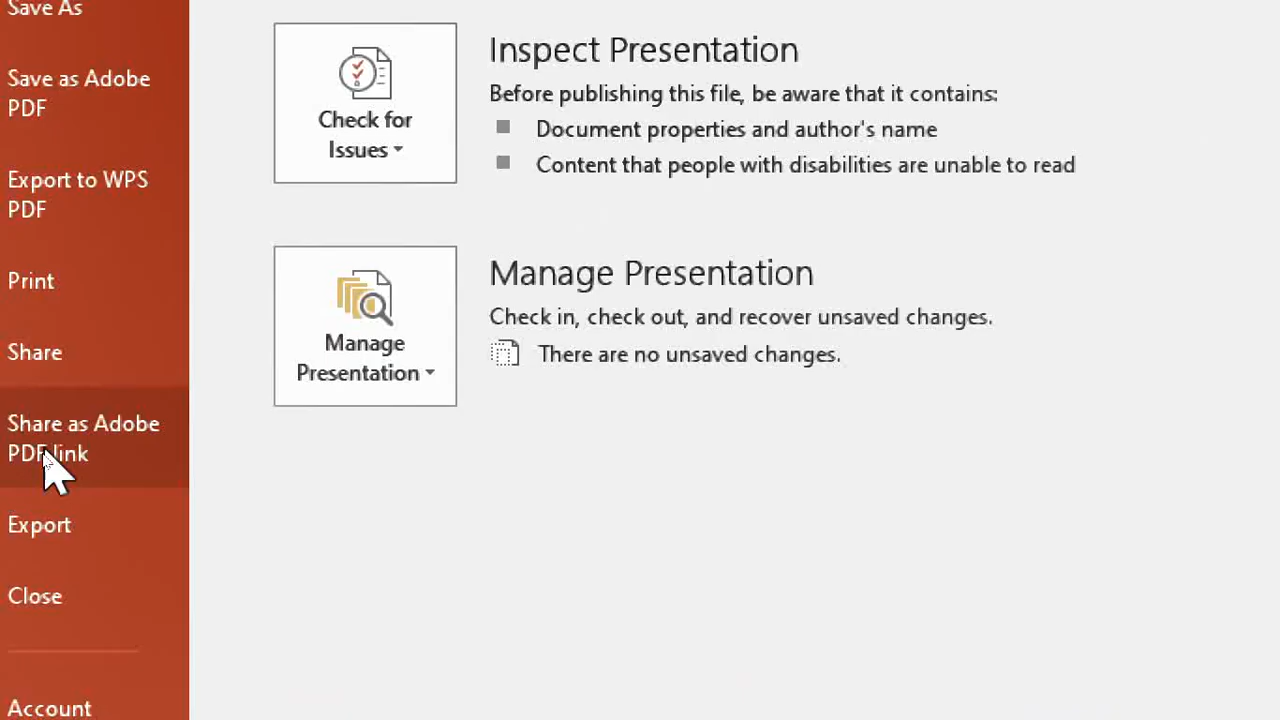 Save As
Save as Adobe
PDF
Export to WPS
PDF
Print
Share
Share as Adobe
PDF link
Export
Close
Account
Check for
Issues
Inspect Presentation
Before publishing this file, be aware that it contains:
Document properties and author's name
Content that people with disabilities are unable to read
Manage
Presentation
Manage Presentation
Check in, check out, and recover unsaved changes.
There are no unsaved changes.